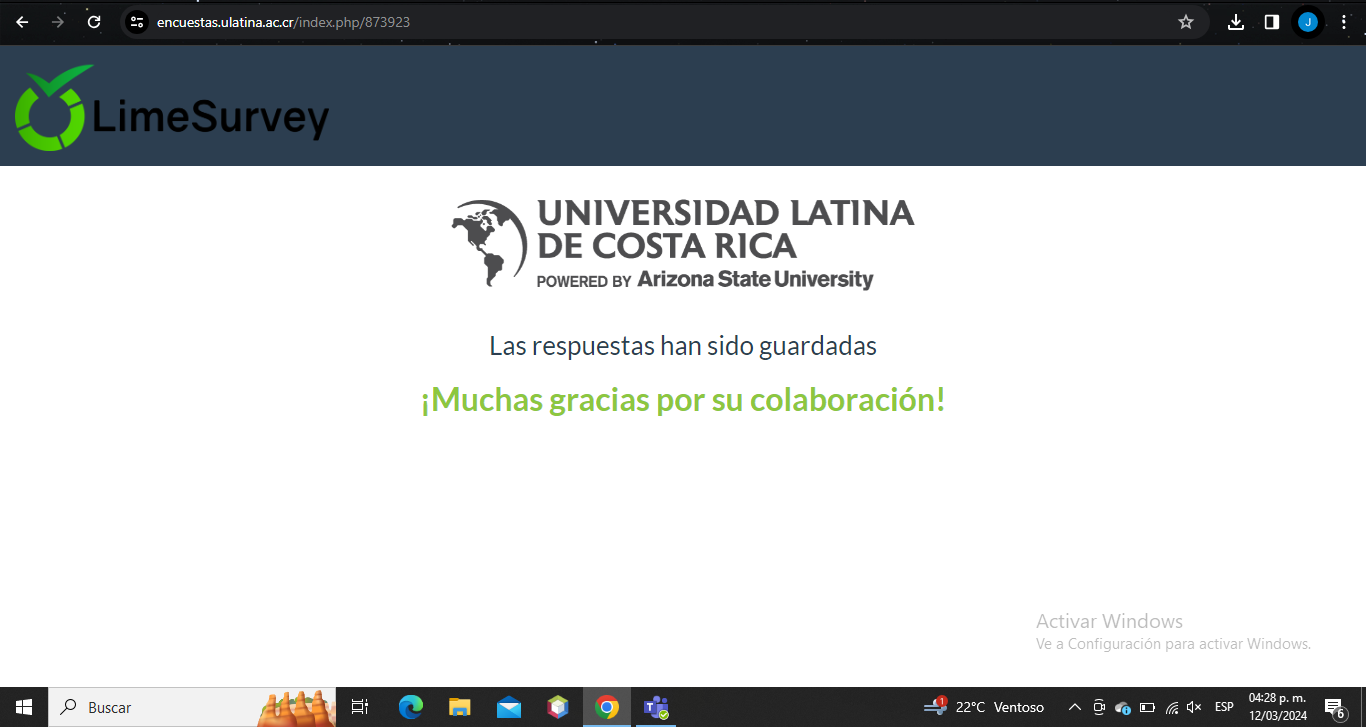 encuestas.ulatina.ac.cr/index.php/873923
J
LimeSurvey
UNIVERSIDAD LATINA
DE COSTA RICA
POWERED BY Arizona State University
Las respuestas han sido guardadas
¡Muchas gracias por su colaboración!
Activar Windows
Ve a Configuración para activar Windows.
Buscar
1
22°C Ventoso
ESP
04:28 p. m.
12/03/2024
6